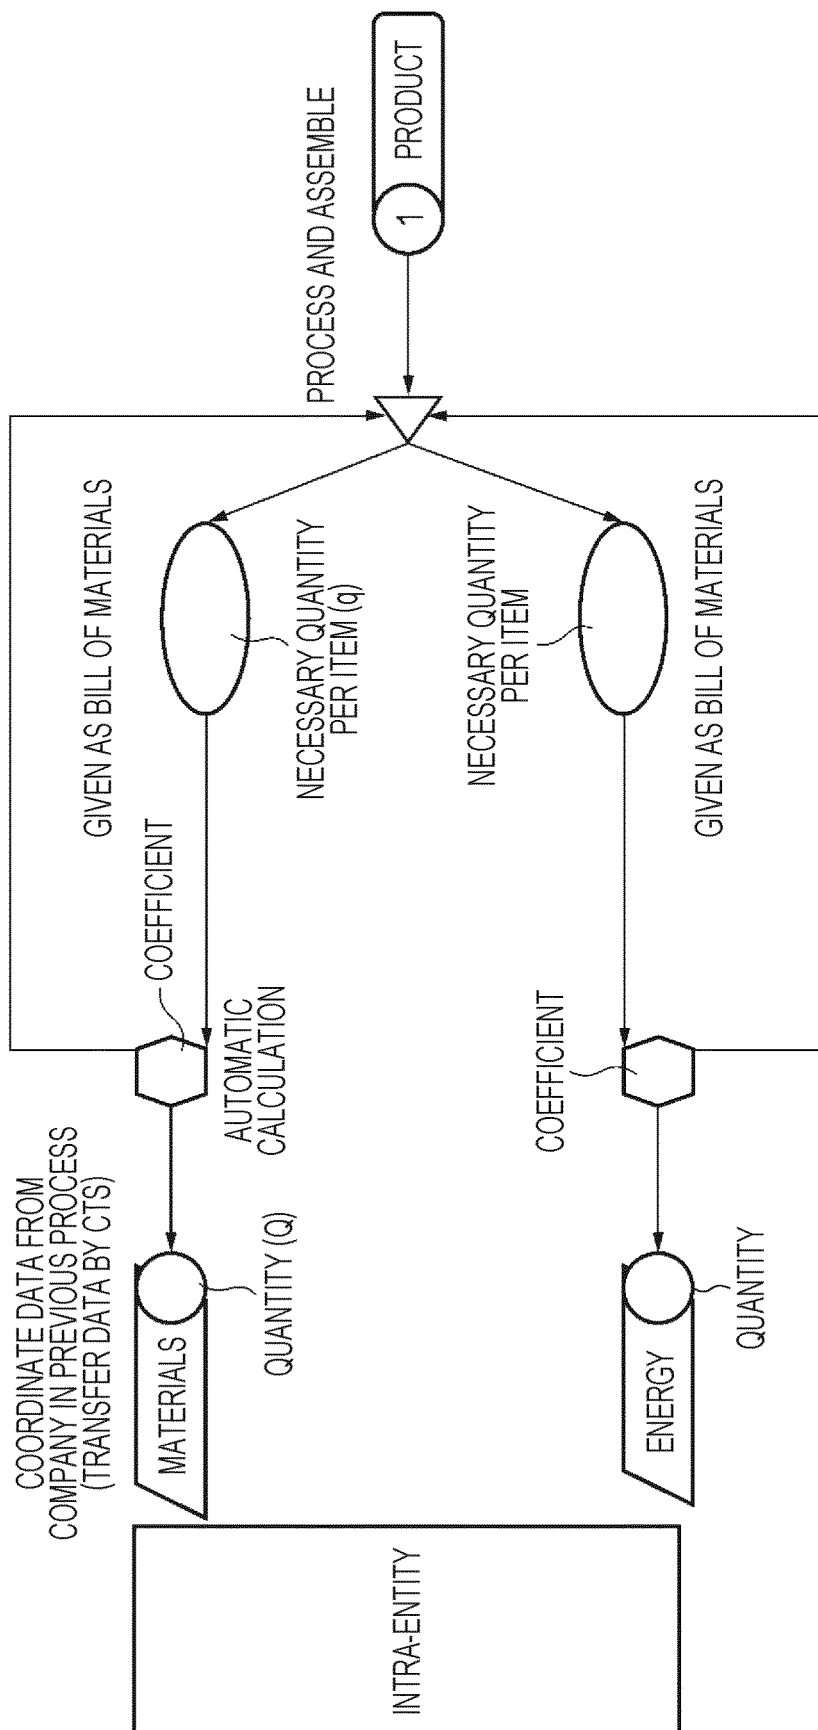 INTRA-ENTITY
COORDINATE DATA FROM
COMPANY IN PREVIOUS PROCESS
(TRANSFER DATA BY CTS)
MATERIALS
QUANTITY (Q)
COEFFICIENT
AUTOMATIC
CALCULATION
GIVEN AS BILL OF MATERIALS
NECESSARY QUANTITY
PER ITEM (q)
PROCESS AND ASSEMBLE
1
PRODUCT
ENERGY
QUANTITY
COEFFICIENT
NECESSARY QUANTITY
PER ITEM
GIVEN AS BILL OF MATERIALS